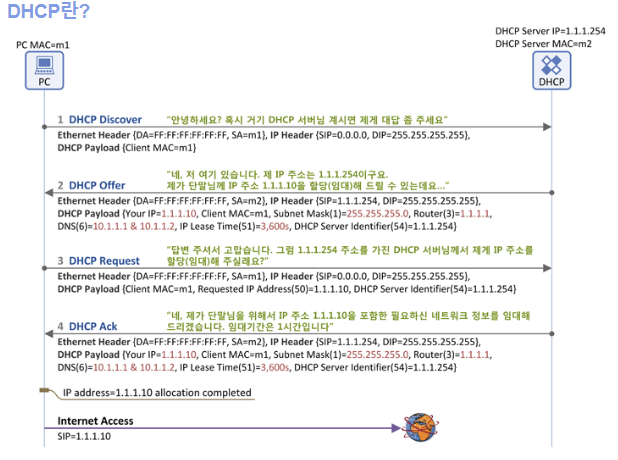 DHCP란?
DHCP Server IP=1.1.1.254
PC MAC=m1
DHCP Server MAC=m2
PC
DHCP
1 DHCP Discover "안녕하세요? 혹시 거기 DHCP 서버님 계시면 제게 대답 좀 주세요"
Ethernet Header {DA=FF:FF:FF:FF:FF:FF, SA=m1}, IP Header {SIP=0.0.0.0, DIP=255.255.255.255},
DHCP Payload {Client MAC=m1}
"네, 저 여기 있습니다. 제 IP 주소는 1.1.1.254이구요.
2 DHCP Offer 제가 단말님께 IP 주소 1.1.1.10을 할당(임대)해 드릴 수 있는데요..."
Ethernet Header {DA=FF:FF:FF:FF:FF:FF, SA=m2}, IP Header {SIP=1.1.1.254, DIP=255.255.255.255},
DHCP Payload {Your IP=1.1.1.10, Client MAC=m1, Subnet Mask(1)=255.255.255.0, Router(3)=1.1.1.1,
DNS(6)=10.1.1.1 & 10.1.1.2, IP Lease Time(51)=3,600s, DHCP Server Identifier(54)=1.1.1.254}
"답변 주셔서 고맙습니다. 그럼 1.1.1.254 주소를 가진 DHCP 서버님께서 제게 IP 주소를
3 DHCP Request 할당(임대)해 주실래요?"
Ethernet Header {DA=FF:FF:FF:FF:FF:FF, SA=m1}, IP Header {SIP=0.0.0.0, DIP=255.255.255.255},
DHCP Payload {Client MAC=m1, Requested IP Address(50)=1.1.1.10, DHCP Server Identifier(54)=1.1.1.254}
"네, 제가 단말님을 위해서 IP 주소 1.1.1.10을 포함한 필요하신 네트워크 정보를 임대해
4 DHCP Ack 드리겠습니다. 임대기간은 1시간입니다"
Ethernet Header {DA=FF:FF:FF:FF:FF:FF, SA=m2}, IP Header {SIP=1.1.1.254, DIP=255.255.255.255},
DHCP Payload {Your IP=1.1.1.10, Client MAC=m1, Subnet Mask(1)=255.255.255.0, Router(3)=1.1.1.1,
DNS(6)=10.1.1.1 & 10.1.1.2, IP Lease Time(51)=3,600s, DHCP Server Identifier(54)=1.1.1.254}
IP address=1.1.1.10 allocation completed
Internet Access
SIP=1.1.1.10